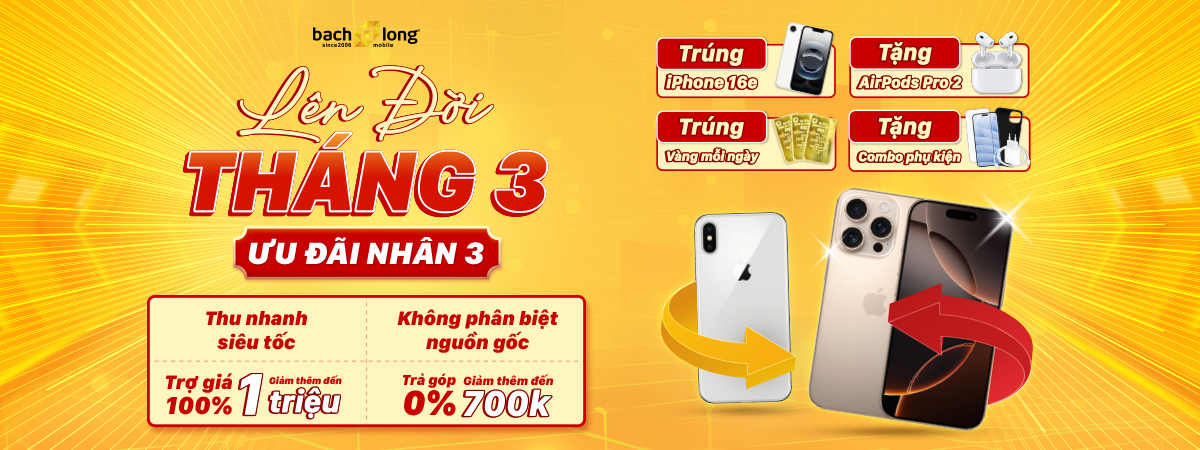 bach long
since2006 mobile
Lên Đời
THÁNG 3
ƯU ĐÃI NHÂN 3
Thu nhanh
siêu tốc
Không phân biệt
nguồn gốc
Trợ giá
100%
Giảm thêm đến
1 triệu
Trả góp
0%
Giảm thêm đến
700k
Trúng
iPhone 16e
Tặng
AirPods Pro 2
Trúng
Vàng mỗi ngày
Tặng
Combo phụ kiện